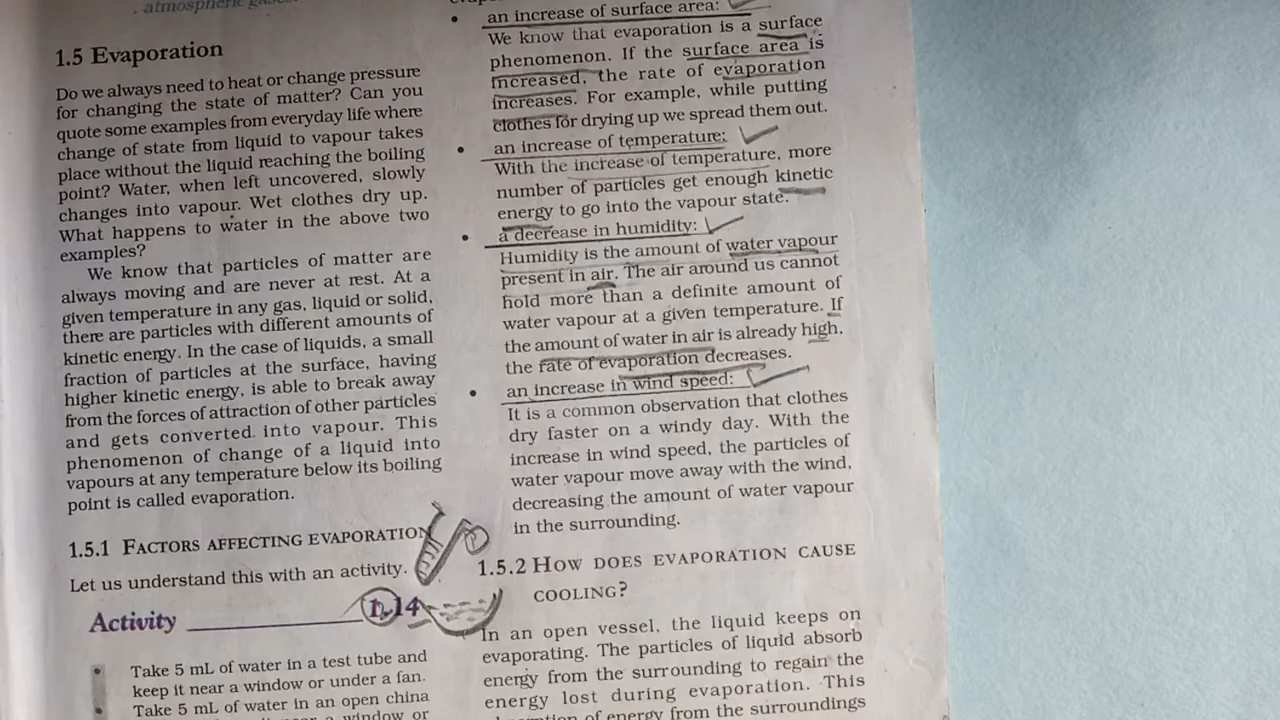 atmospheric
1.5 Evaporation
Do we always need to heat or change pressure
for changing the state of matter? Can you
quote some examples from everyday life where
change of state from liquid to vapour takes
place without the liquid reaching the boiling
point? Water, when left uncovered, slowly
changes into vapour. Wet clothes dry up.
What happens to water in the above two
examples?
We know that particles of matter are
always moving and are never at rest. At a
given temperature in any gas, liquid or solid,
there are particles with different amounts of
kinetic energy. In the case of liquids, a small
fraction of particles at the surface, having
higher kinetic energy, is able to break away
from the forces of attraction of other particles
and gets converted into vapour. This
phenomenon of change of a liquid into
vapours at any temperature below its boiling
point is called evaporation.
1.5.1 FACTORS AFFECTING EVAPORATION
Let us understand this with an activity.
Activity 1.14
• Take 5 mL of water in a test tube and
keep it near a window or under a fan.
• Take 5 mL of water in an open china
window or
• an increase of surface area:
We know that evaporation is a surface
phenomenon. If the surface area is
increased, the rate of evaporation
increases. For example, while putting
clothes for drying up we spread them out.
• an increase of temperature:
With the increase of temperature, more
number of particles get enough kinetic
energy to go into the vapour state.
• a decrease in humidity:
Humidity is the amount of water vapour
present in air. The air around us cannot
hold more than a definite amount of
water vapour at a given temperature. If
the amount of water in air is already high,
the rate of evaporation decreases.
• an increase in wind speed:
It is a common observation that clothes
dry faster on a windy day. With the
increase in wind speed, the particles of
water vapour move away with the wind,
decreasing the amount of water vapour
in the surrounding.
1.5.2 HOW DOES EVAPORATION CAUSE
COOLING?
In an open vessel, the liquid keeps on
evaporating. The particles of liquid absorb
energy from the surrounding to regain the
energy lost during evaporation. This
of energy from the surroundings